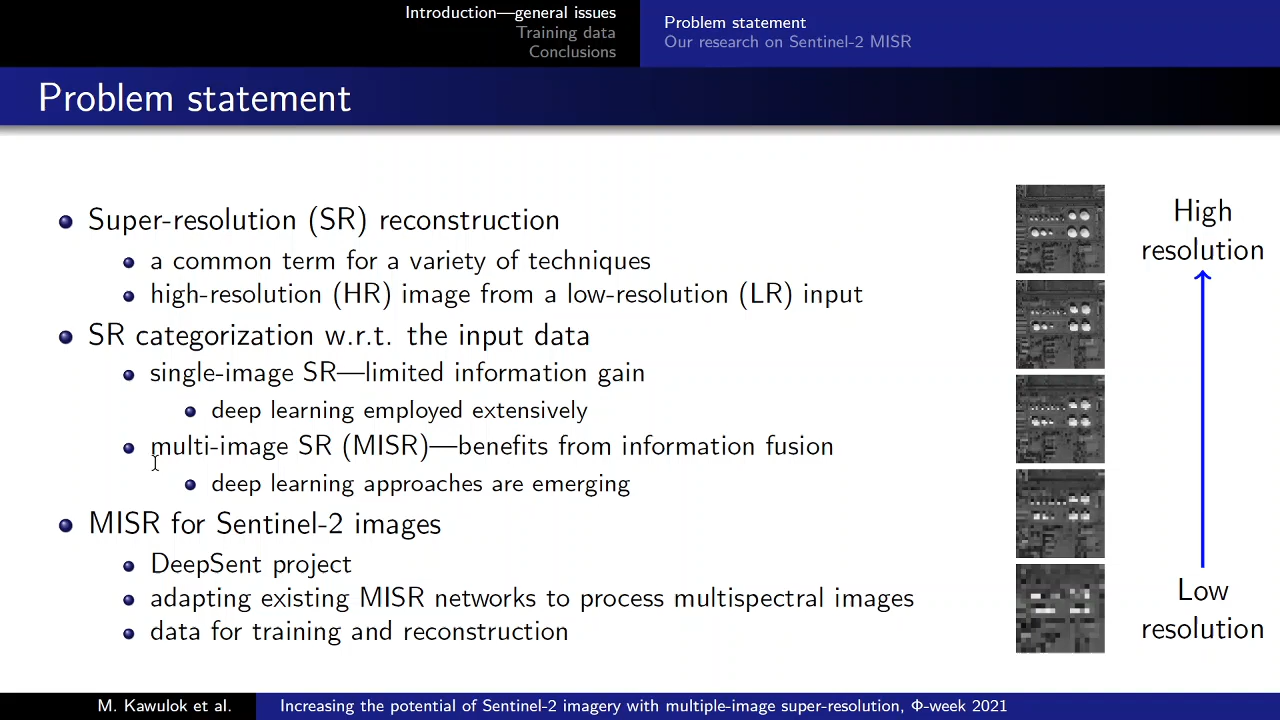 Introduction—general issues
Training data
Conclusions
Problem statement
Our research on Sentinel-2 MISR
Problem statement
Super-resolution (SR) reconstruction
a common term for a variety of techniques
high-resolution (HR) image from a low-resolution (LR) input
SR categorization w.r.t. the input data
single-image SR—limited information gain
deep learning employed extensively
multi-image SR (MISR)—benefits from information fusion
deep learning approaches are emerging
MISR for Sentinel-2 images
DeepSent project
adapting existing MISR networks to process multispectral images
data for training and reconstruction
High
resolution
Low
resolution
M. Kawulok et al.
Increasing the potential of Sentinel-2 imagery with multiple-image super-resolution, Φ-week 2021